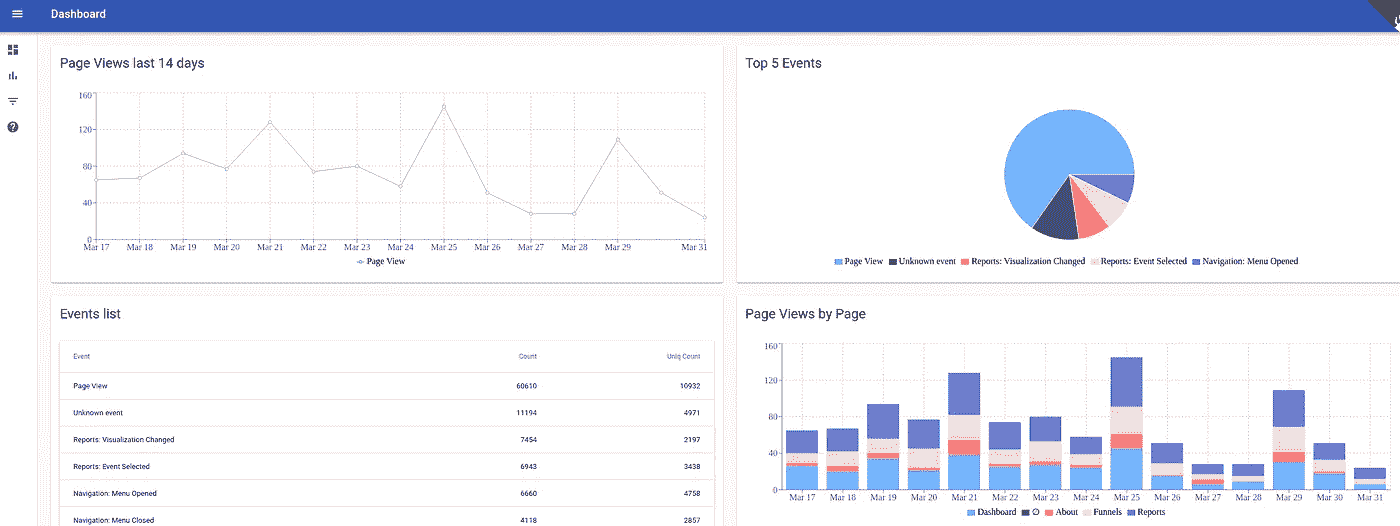 Dashboard
Page Views last 14 days
160
120
80
40
0
Mar 17 Mar 18 Mar 19 Mar 20 Mar 21 Mar 22 Mar 23 Mar 24 Mar 25 Mar 26 Mar 27 Mar 28 Mar 29 Mar 31
Page View
Top 5 Events
Page View Unknown event Reports: Visualization Changed Reports: Event Selected Navigation: Menu Opened
Events list
Event Count Uniq Count
Page View 60610 10932
Unknown event 11194 4971
Reports: Visualization Changed 7454 2197
Reports: Event Selected 6943 3438
Navigation: Menu Opened 6660 4758
Navigation: Menu Closed 4118 2857
Page Views by Page
160
120
80
40
0
Mar 17 Mar 18 Mar 19 Mar 20 Mar 21 Mar 22 Mar 23 Mar 24 Mar 25 Mar 26 Mar 27 Mar 28 Mar 29 Mar 30 Mar 31
Dashboard ∅ About Funnels Reports